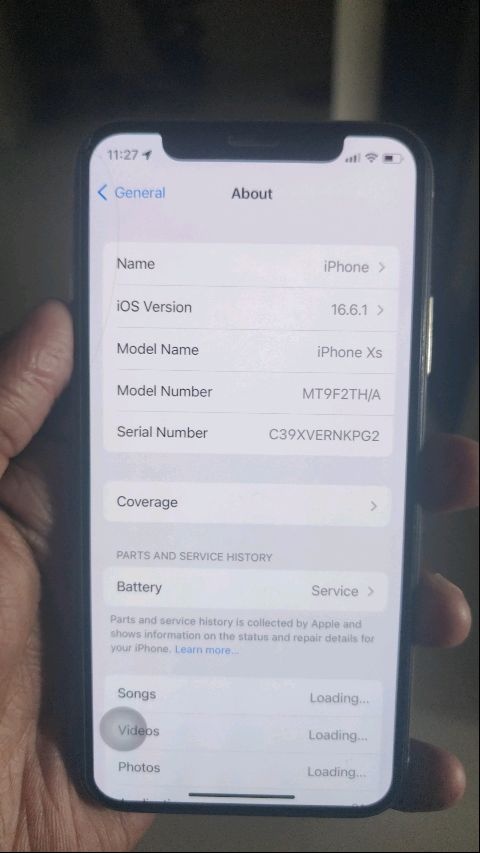 11:27
General
About
Name iPhone
iOS Version 16.6.1
Model Name iPhone Xs
Model Number MT9F2TH/A
Serial Number C39XVERNKPG2
Coverage
PARTS AND SERVICE HISTORY
Battery Service
Parts and service history is collected by Apple and
shows information on the status and repair details for
your iPhone. Learn more...
Songs Loading...
Videos Loading...
Photos Loading...